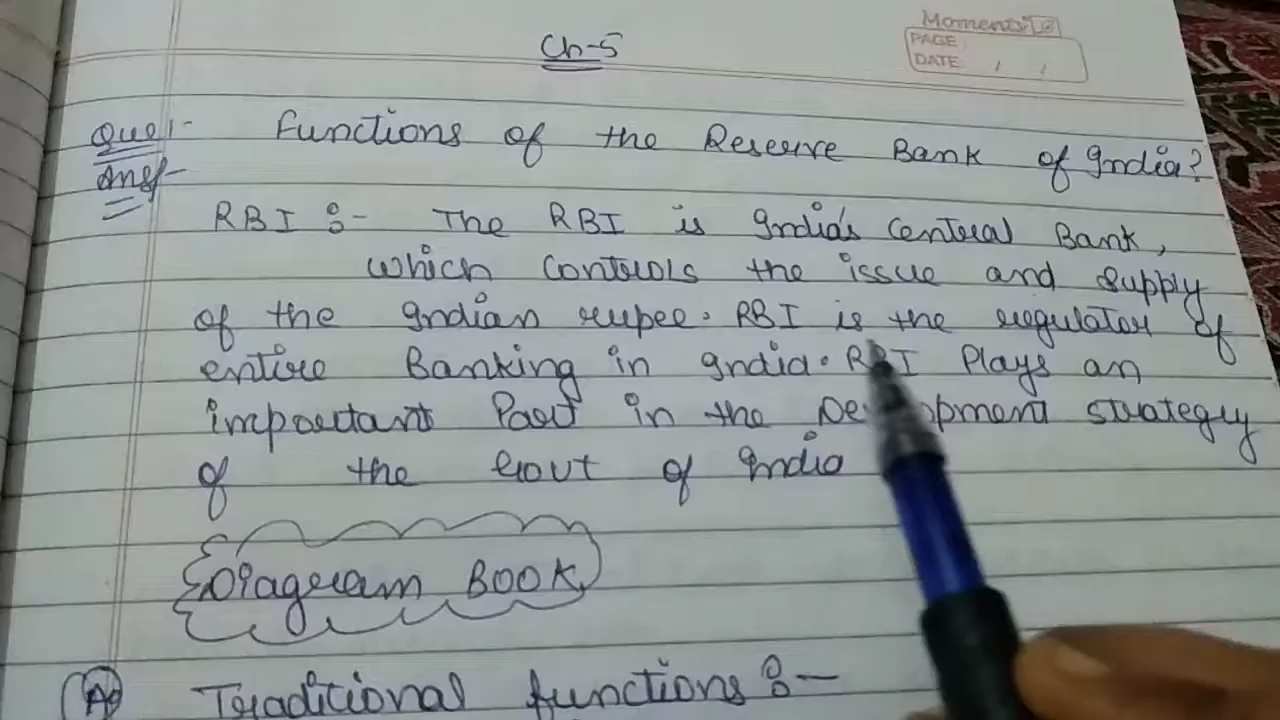 Moments
PAGE
DATE / /
Ch-5
Que:- Functions of the Reserve Bank of India?
Ans:-
RBI :- The RBI is India's Central Bank,
which controls the issue and supply
of the Indian rupee. RBI is the regulator of
entire Banking in India. RBI Plays an
important Part in the Development strategy
of the Govt of India
Diagram BOOK
(A) Traditional functions :-